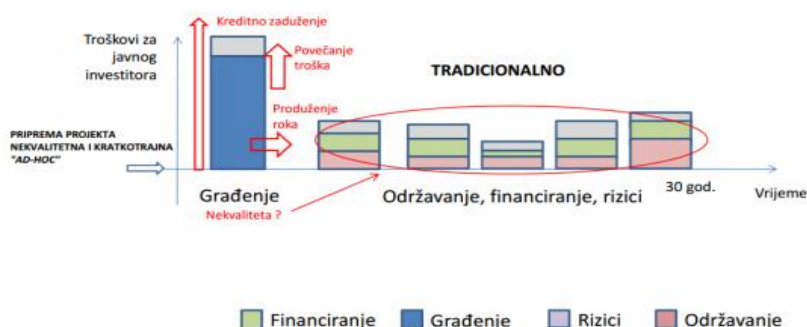 Kreditno zaduženje
Troškovi za
javnog
investitora
Povečanje
troška
TRADICIONALNO
Produženje
roka
PRIPREMA PROJEKTA
NEKVALITETNA I KRATKOTRAJNA
"AD-HOC"
Građenje
Nekvaliteta ?
Održavanje, financiranje, rizici
30 god.
Vrijeme
Financiranje
Građenje
Rizici
Održavanje